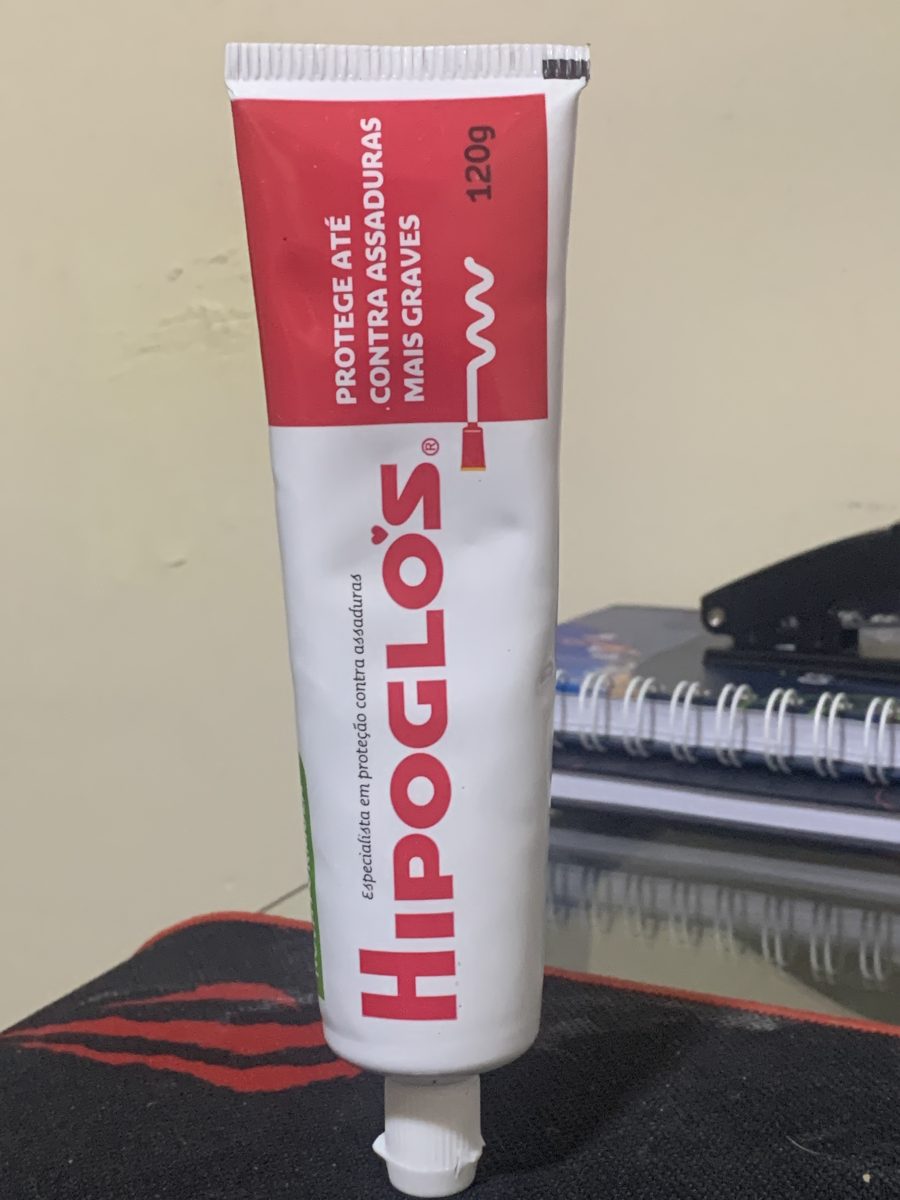 PROTEGE ATÉ
CONTRA ASSADURAS
MAIS GRAVES
120g
Especialista em proteção contra assaduras
HIPOGLÓS®